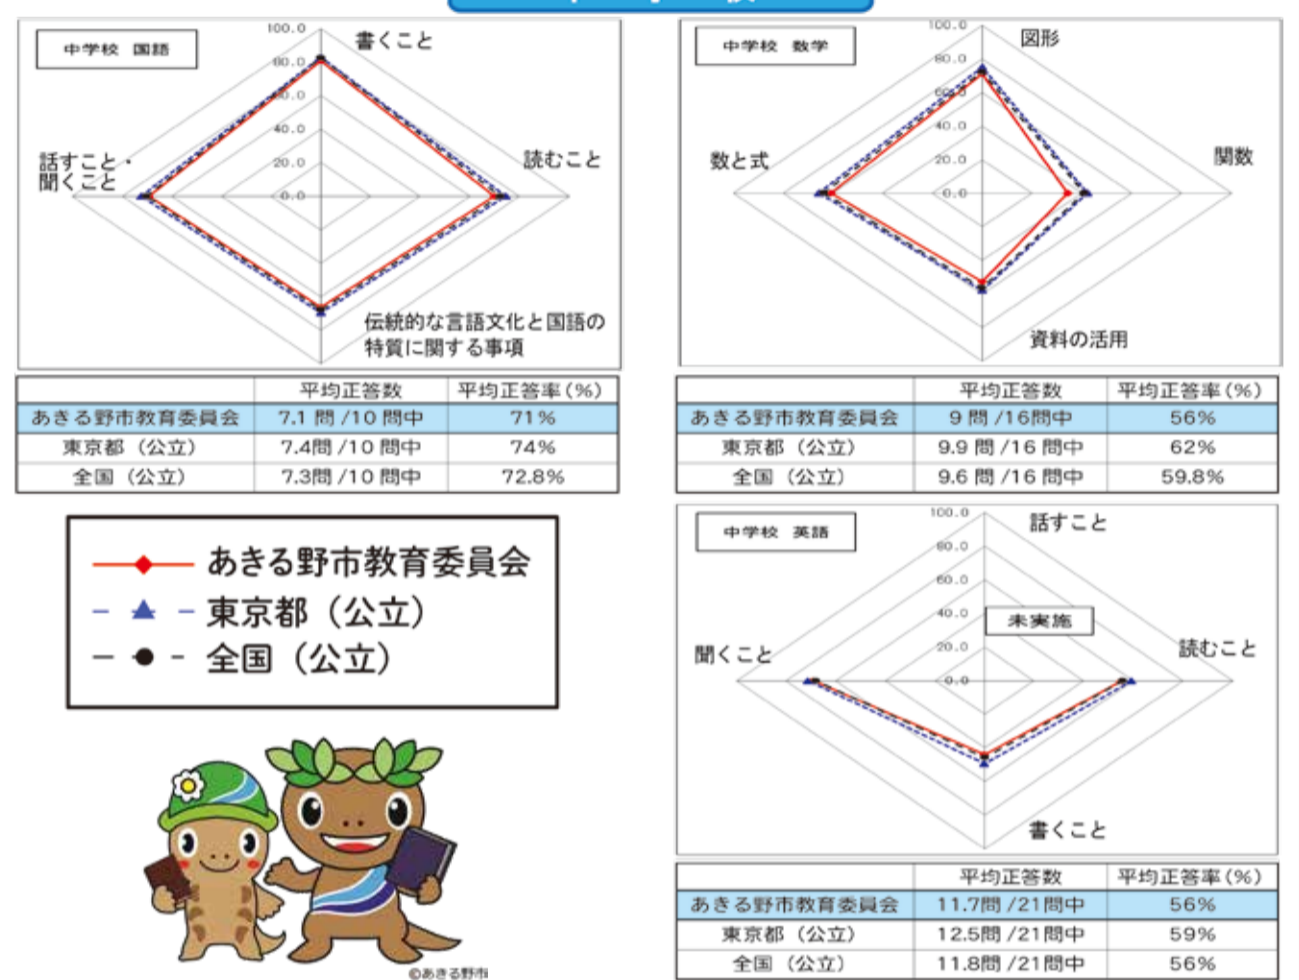 中学校 国語
100.0
80.0
60.0
40.0
20.0
0.0
書くこと
読むこと
話すこと・
聞くこと
伝統的な言語文化と国語の
特質に関する事項
平均正答数 平均正答率(%)
あきる野市教育委員会 7.1 問 /10 問中 71%
東京都（公立） 7.4問 /10 問中 74%
全国（公立） 7.3問 /10 問中 72.8%
中学校 数学
100.0
80.0
60.0
40.0
20.0
0.0
図形
関数
数と式
資料の活用
平均正答数 平均正答率(%)
あきる野市教育委員会 9 問 /16問中 56%
東京都（公立） 9.9 問 /16 問中 62%
全国（公立） 9.6 問 /16 問中 59.8%
あきる野市教育委員会
東京都（公立）
全国（公立）
中学校 英語
100.0
80.0
60.0
40.0
20.0
0.0
話すこと
未実施
読むこと
聞くこと
書くこと
平均正答数 平均正答率(%)
あきる野市教育委員会 11.7問 /21問中 56%
東京都（公立） 12.5問 /21問中 59%
全国（公立） 11.8問 /21問中 56%
©あきる野市